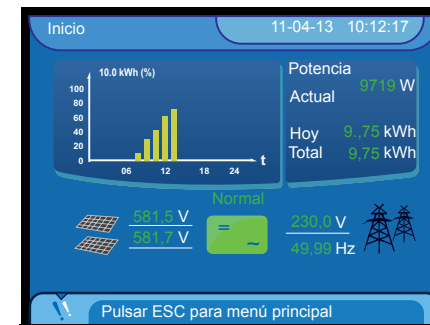 Inicio 11-04-13 10:12:17
10.0 kWh (%)
100
80
60
40
20
0
06 12 18 24 t
Potencia
Actual 9719 W
Hoy 9.,75 kWh
Total 9,75 kWh
Normal
581,5 V
581,7 V
= ~
230,0 V
49,99 Hz
Pulsar ESC para menú principal